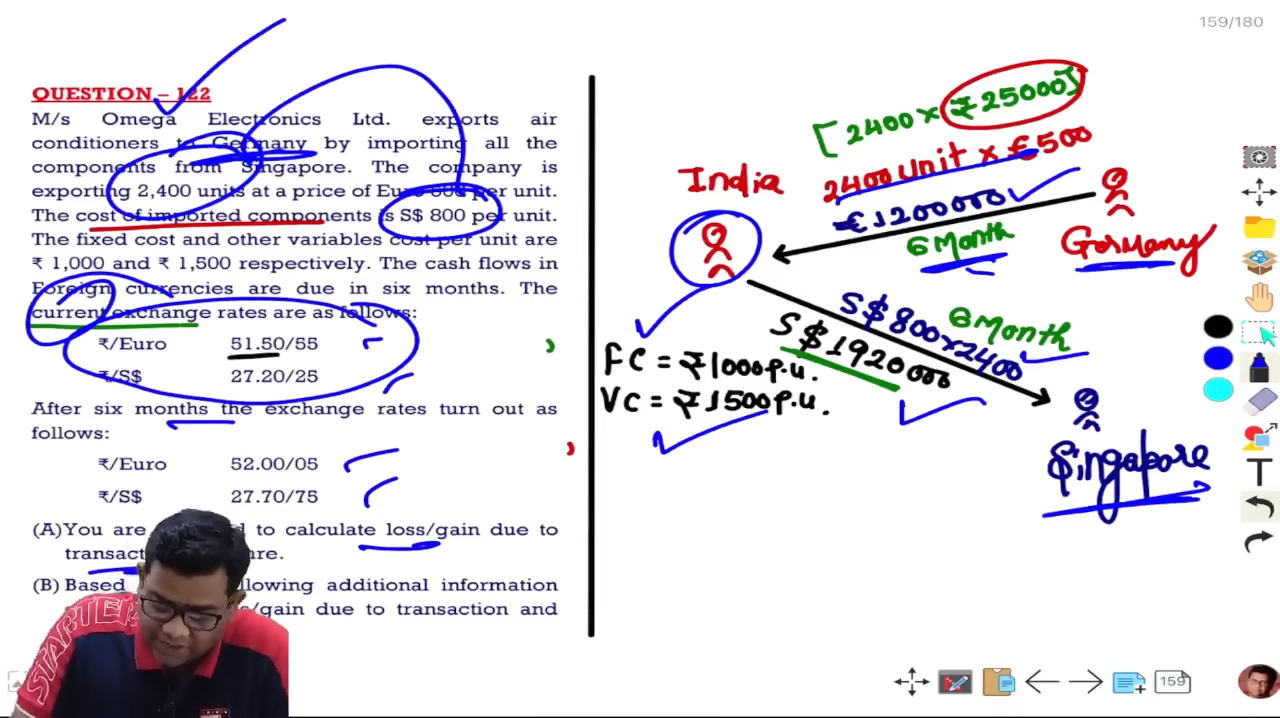 159/180
QUESTION – 122
M/s Omega Electronics Ltd. exports air
conditioners to Germany by importing all the
components from Singapore. The company is
exporting 2,400 units at a price of Euro 500 per unit.
The cost of imported components is S$ 800 per unit.
The fixed cost and other variables cost per unit are
₹ 1,000 and ₹ 1,500 respectively. The cash flows in
Foreign currencies are due in six months. The
current exchange rates are as follows:
₹/Euro 51.50/55
₹/S$ 27.20/25
After six months the exchange rates turn out as
follows:
₹/Euro 52.00/05
₹/S$ 27.70/75
(A) You are to calculate loss/gain due to
(B) Based additional information
/gain due to transaction and
STARTER
[2400 × ₹25000]
2400 unit × €500
India
€1200000
6 Month
Germany
S$800×2400
6 Month
S$1920000
FC = ₹1000 p.u.
VC = ₹1500 p.u.
Singapore
159